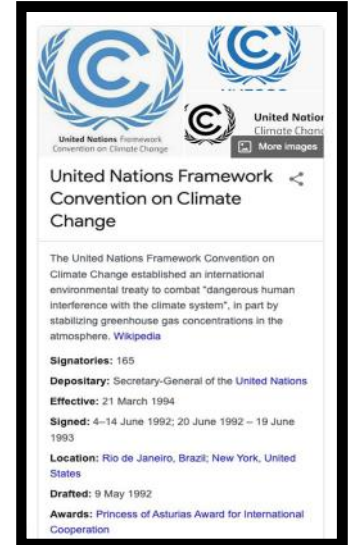 United Nations Framework
Convention on Climate Change
United Nation
Climate Chang
More images
United Nations Framework
Convention on Climate
Change
The United Nations Framework Convention on
Climate Change established an international
environmental treaty to combat "dangerous human
interference with the climate system", in part by
stabilizing greenhouse gas concentrations in the
atmosphere. Wikipedia
Signatories: 165
Depositary: Secretary-General of the United Nations
Effective: 21 March 1994
Signed: 4–14 June 1992; 20 June 1992 – 19 June
1993
Location: Rio de Janeiro, Brazil; New York, United
States
Drafted: 9 May 1992
Awards: Princess of Asturias Award for International
Cooperation